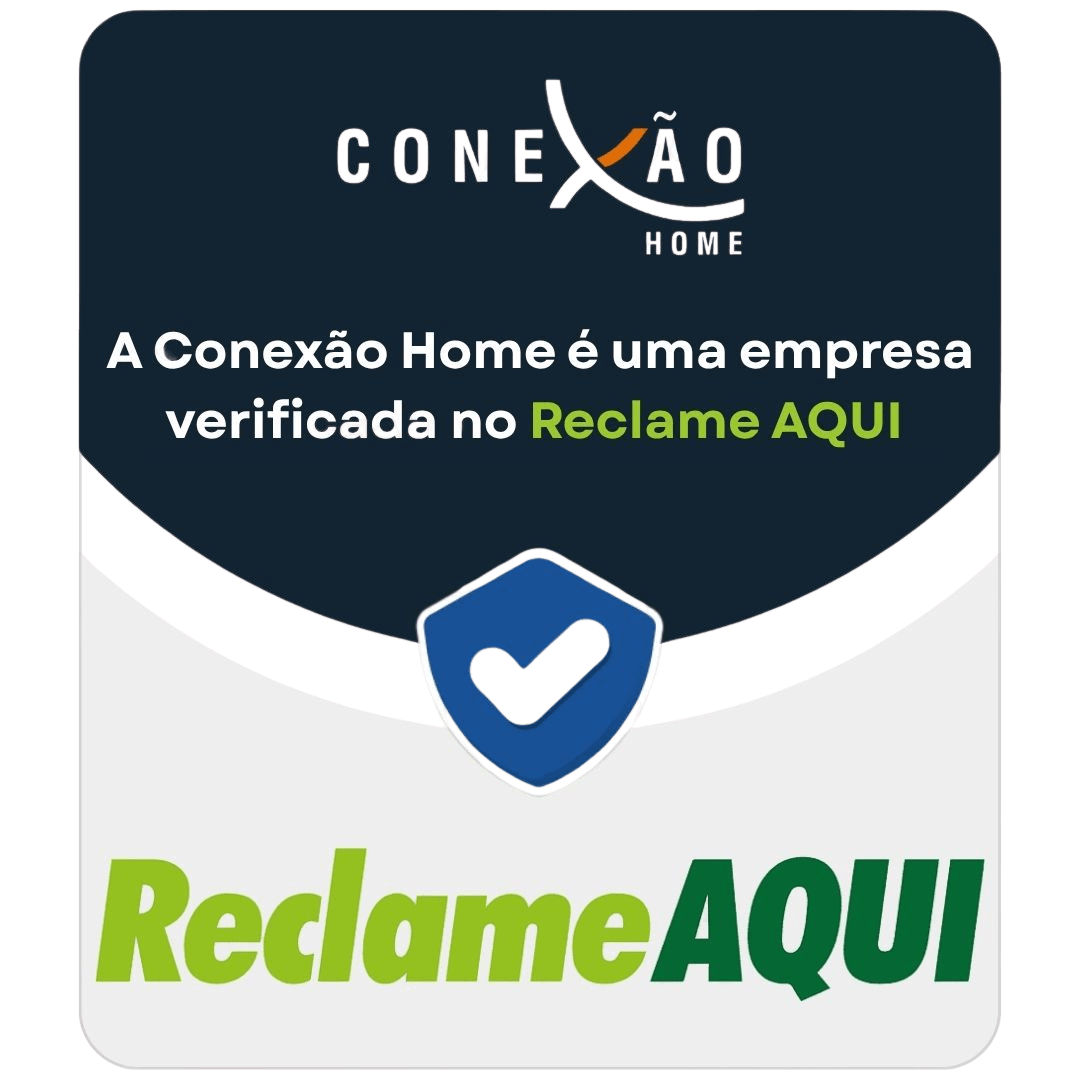 CONEXÃO
HOME
A Conexão Home é uma empresa
verificada no Reclame AQUI
ReclameAQUI